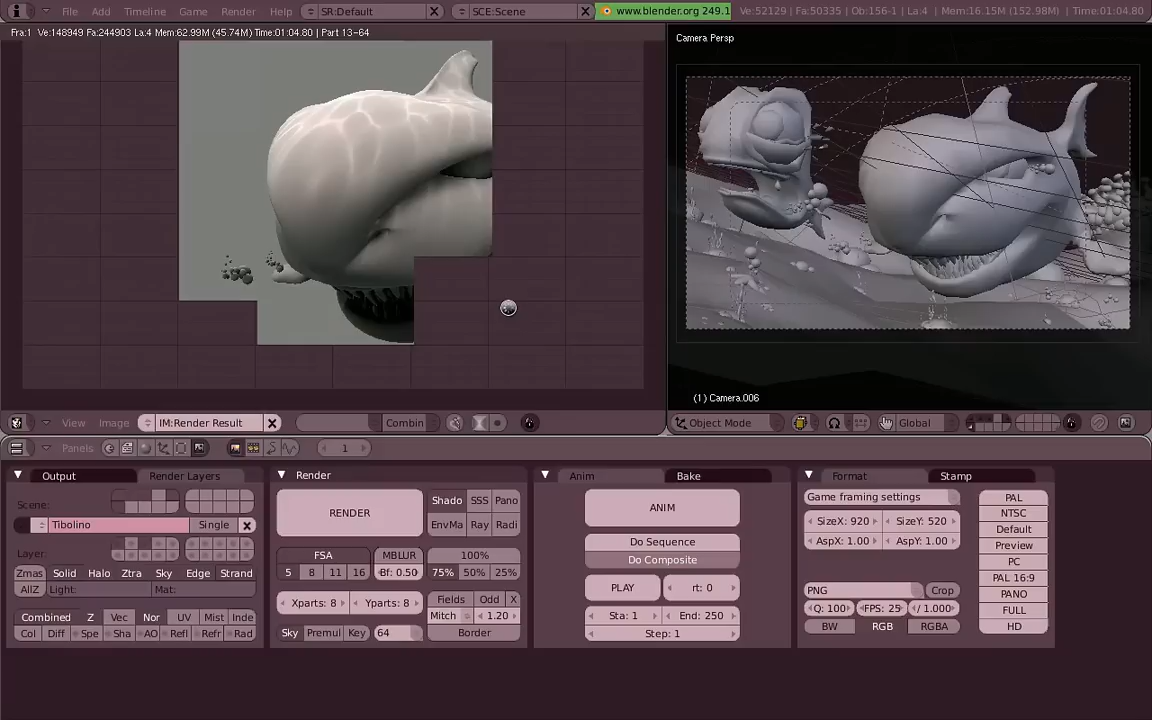 File Add Timeline Game Render Help SR:Default SCE:Scene www.blender.org 249.1 Ve:52129 Fa:50335 Ob:156-1 La:4 Mem:16.15M (152.98M) Time:01:04.80
Fra:1 Ve:148949 Fa:244903 La:4 Mem:62.99M (45.74M) Time:01:04.80 | Part 13-64
Camera Persp
(1) Camera.006
View Image IM:Render Result Combin
Object Mode Global
Panels 1
Output Render Layers
Scene:
Tibolino Single
Layer:
Zmas Solid Halo Ztra Sky Edge Strand
AllZ Light: Mat:
Combined Z Vec Nor UV Mist Inde
Col Diff Spe Sha AO Refl Refr Rad
Render
RENDER
Shado SSS Pano
EnvMa Ray Radi
FSA MBLUR 100%
5 8 11 16 Bf: 0.50 75% 50% 25%
Xparts: 8 Yparts: 8 Fields Odd X
Mitch 1.20
Sky Premul Key 64 Border
Anim Bake
ANIM
Do Sequence
Do Composite
PLAY rt: 0
Sta: 1 End: 250
Step: 1
Format Stamp
Game framing settings
SizeX: 920 SizeY: 520
AspX: 1.00 AspY: 1.00
PNG Crop
Q: 100 FPS: 25 / 1.000
BW RGB RGBA
PAL
NTSC
Default
Preview
PC
PAL 16:9
PANO
FULL
HD